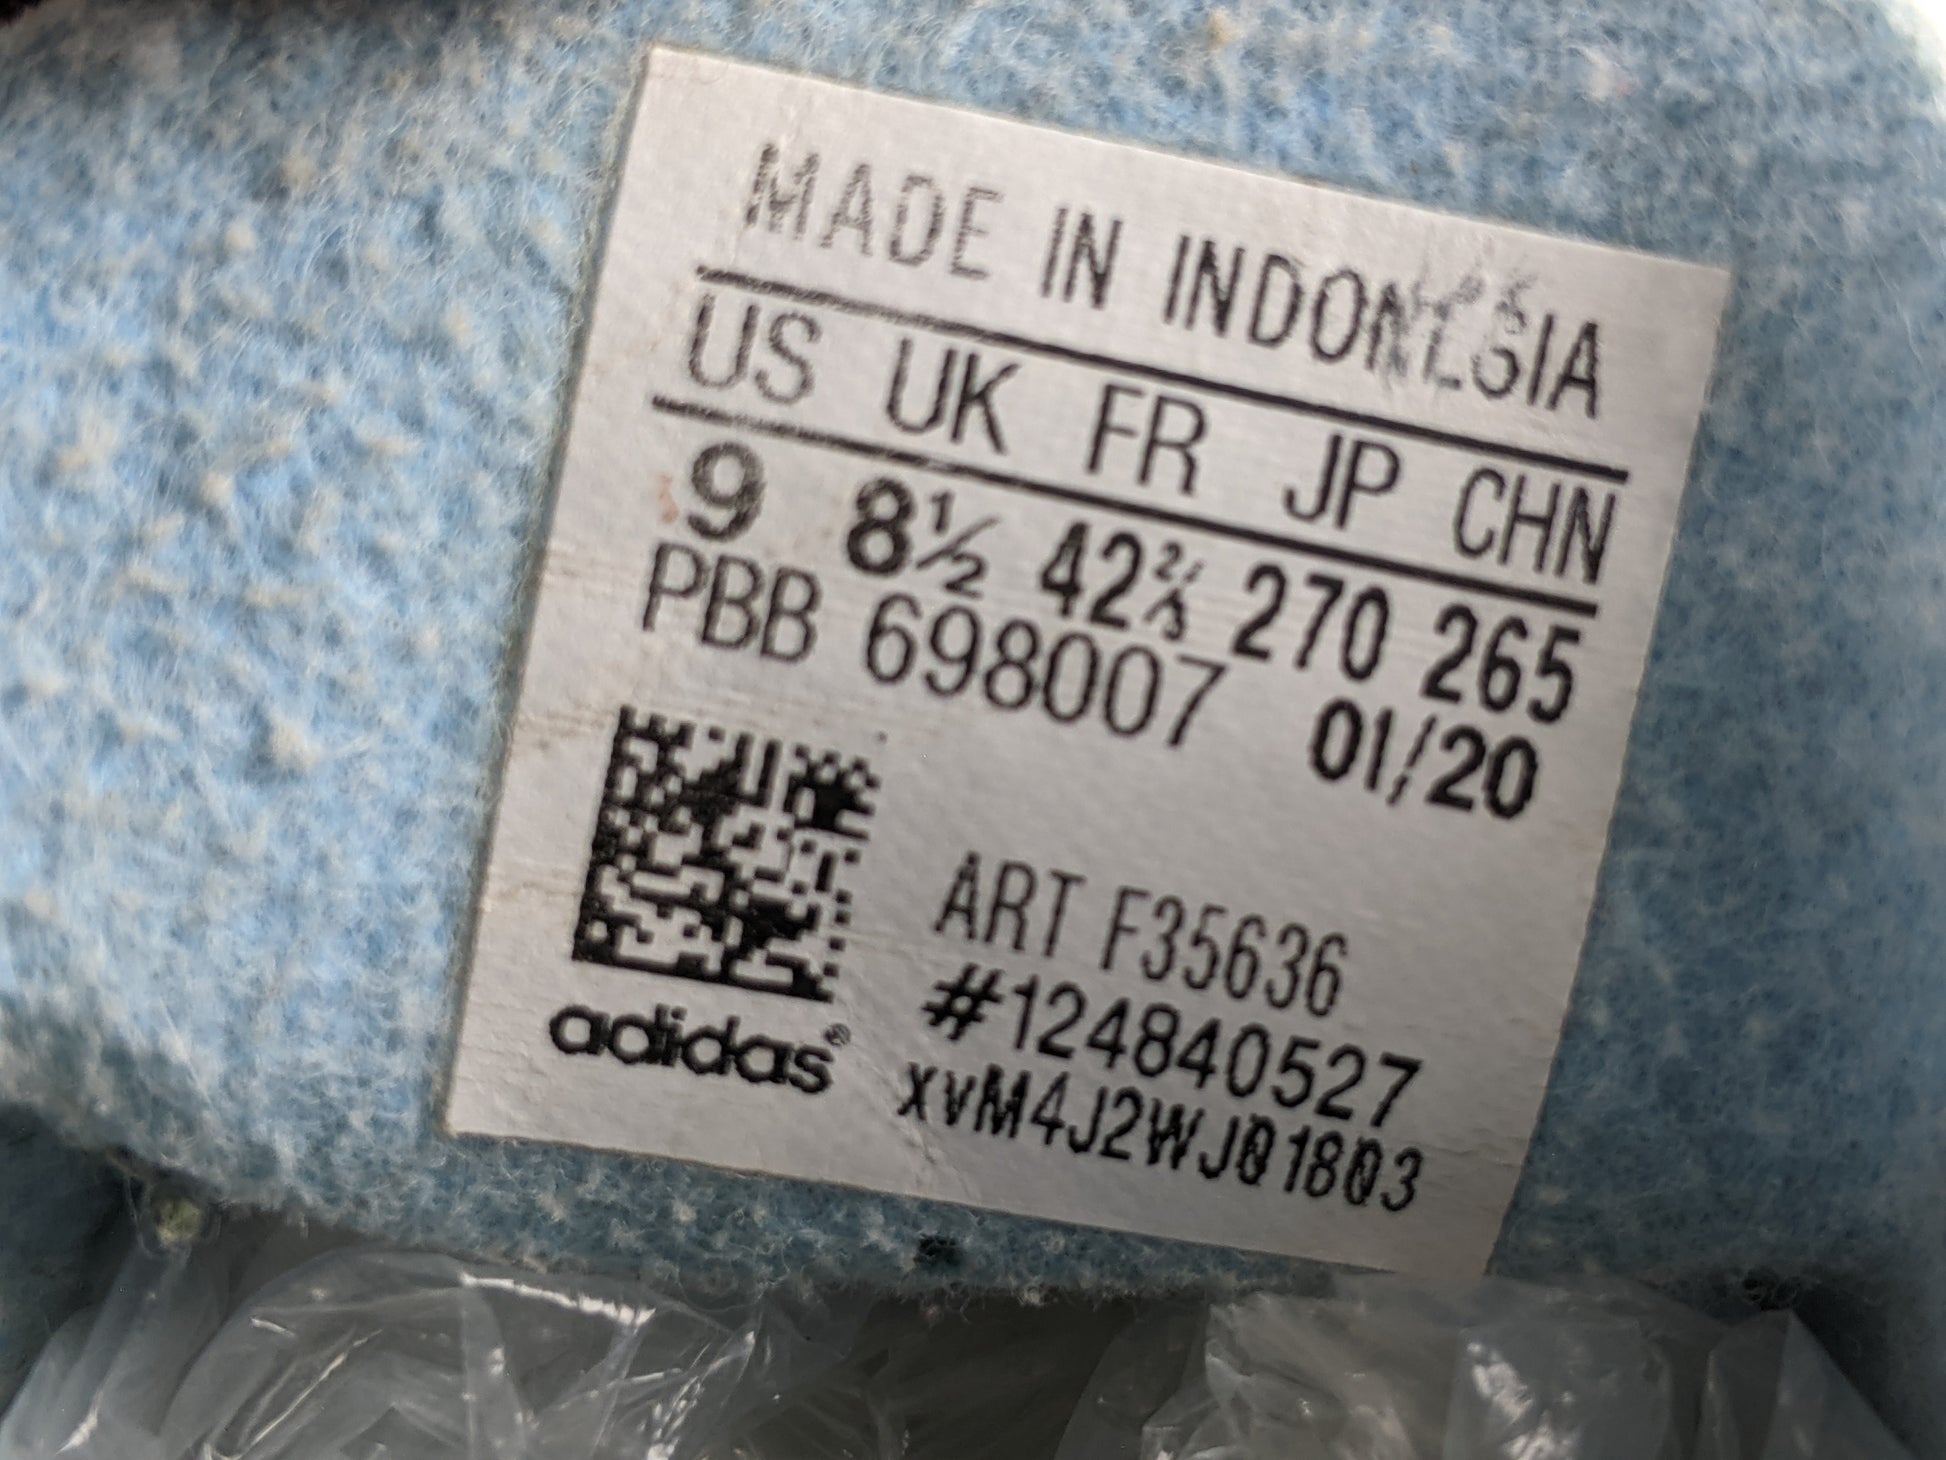 MADE IN INDONESIA
US UK FR JP CHN
9 8½ 42⅔ 270 265
PBB 698007 01/20
ART F35636
#124840527
adidas®
xvM4J2WJ01803